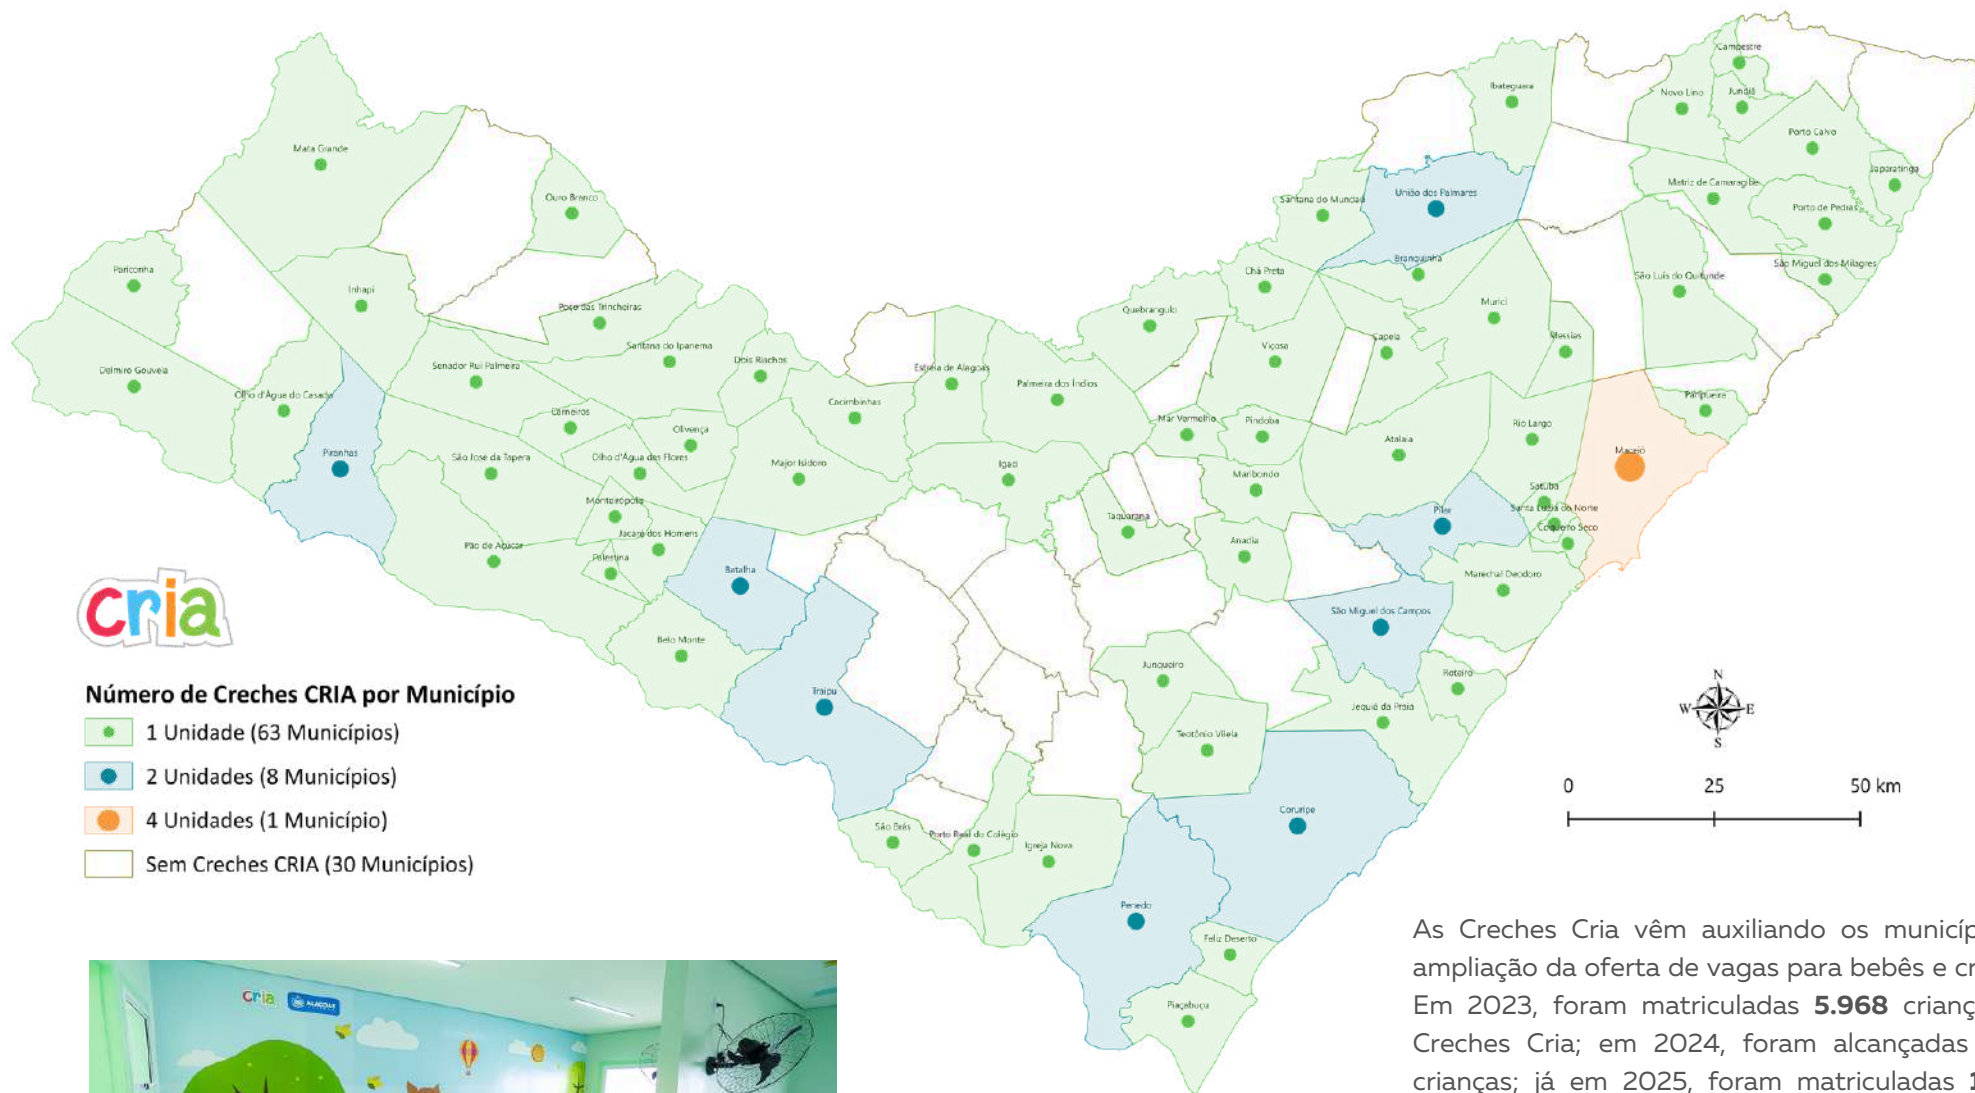 Campestre
Ibateguara
Novo Lino
Jundiá
Porto Calvo
Mata Grande
Japaratinga
Matriz de Camaragibe
União dos Palmares
Ouro Branco
Santana do Mundaú
Porto de Pedras
Branquinha
São Miguel dos Milagres
Pariconha
Chá Preta
São Luís do Quitunde
Inhapi
Murici
Poço das Trincheiras
Quebrangulo
Messias
Santana do Ipanema
Viçosa
Capela
Dois Riachos
Senador Rui Palmeira
Estrela de Alagoas
Delmiro Gouveia
Palmeira dos Índios
Olho d'Água do Casado
Paripueira
Cacimbinhas
Carneiros
Mar Vermelho
Pindoba
Rio Largo
Olivença
Atalaia
Maceió
Piranhas
São José da Tapera
Olho d'Água das Flores
Major Isidoro
Igaci
Maribondo
Satuba
Monteirópolis
Santa Luzia do Norte
Pilar
Taquarana
Coqueiro Seco
Jacaré dos Homens
Pão de Açúcar
Anadia
Palestina
Batalha
Marechal Deodoro
São Miguel dos Campos
Belo Monte
Junqueiro
Roteiro
Traipu
Jequiá da Praia
Teotônio Vilela
Coruripe
São Brás
Porto Real do Colégio
Igreja Nova
Penedo
Feliz Deserto
Piaçabuçu
cria
Número de Creches CRIA por Município
1 Unidade (63 Municípios)
2 Unidades (8 Municípios)
4 Unidades (1 Município)
Sem Creches CRIA (30 Municípios)
N
W E
S
0 25 50 km
cria ALAGOAS
As Creches Cria vêm auxiliando os municíp
ampliação da oferta de vagas para bebês e cr
Em 2023, foram matriculadas 5.968 crianç
Creches Cria; em 2024, foram alcançadas
crianças; já em 2025, foram matriculadas 1